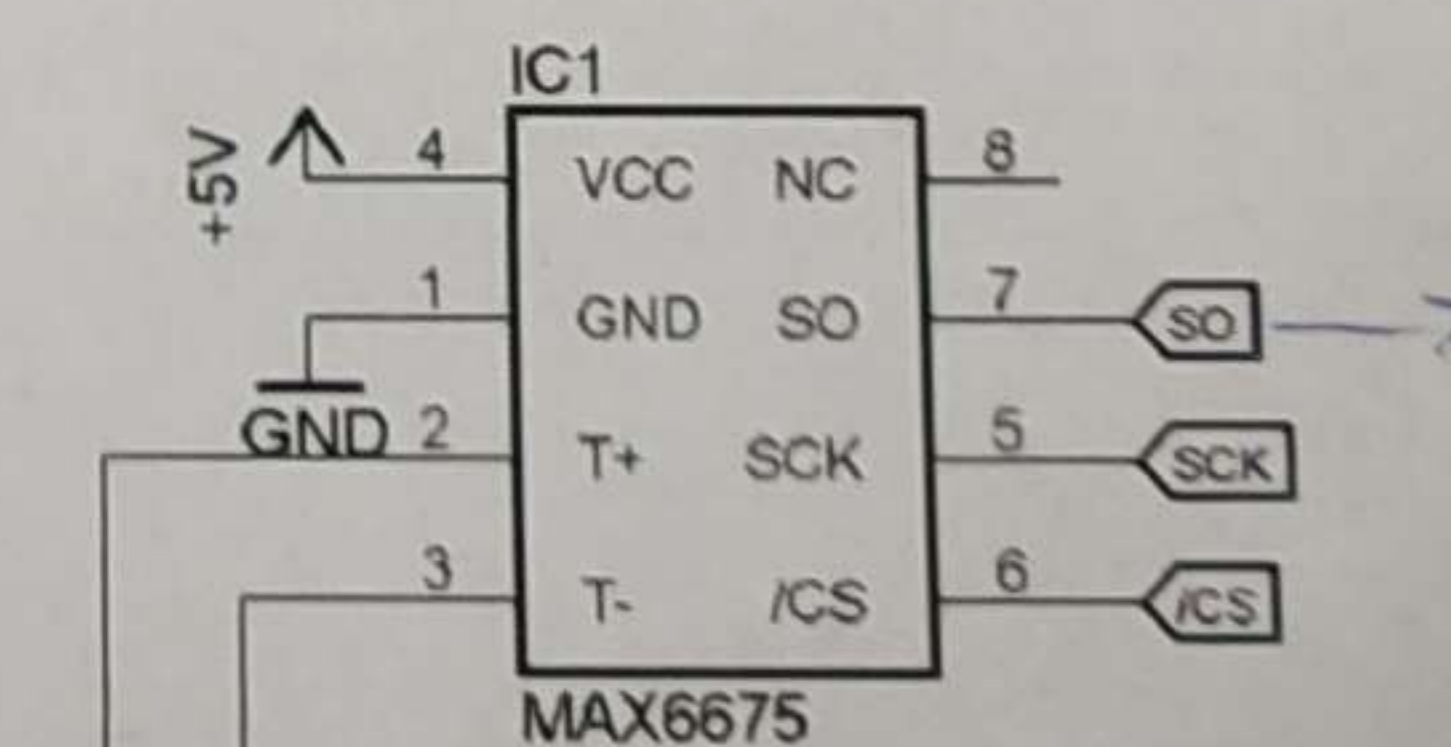 IC1
+5V
4 VCC NC 8
1 GND SO 7 SO
GND
2 T+ SCK 5 SCK
3 T- /CS 6 /CS
MAX6675